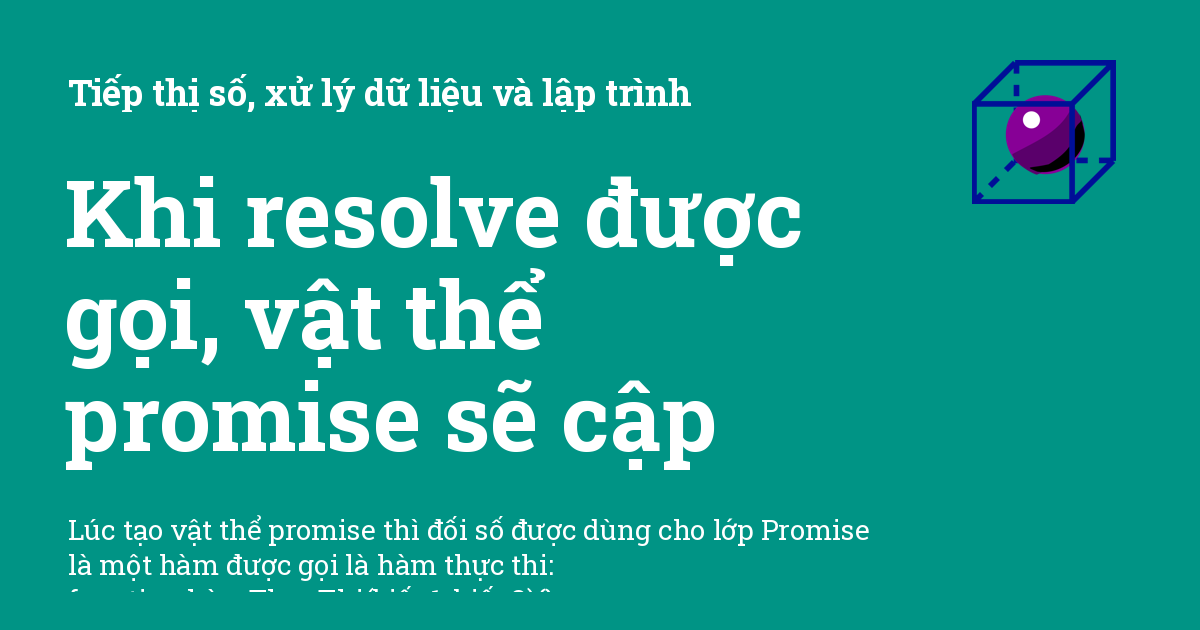 Tiếp thị số, xử lý dữ liệu và lập trình
Khi resolve được
gọi, vật thể
promise sẽ cập
Lúc tạo vật thể promise thì đối số được dùng cho lớp Promise
là một hàm được gọi là hàm thực thi: